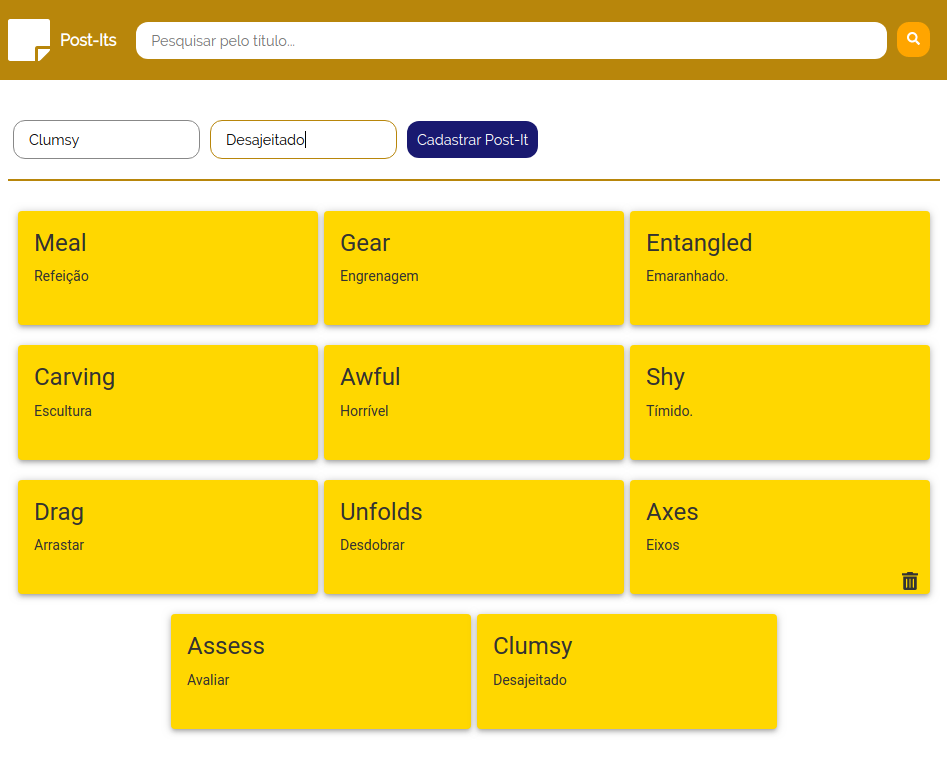 Post-Its
Pesquisar pelo título...
Clumsy
Desajeitado
Cadastrar Post-It
Meal
Refeição
Gear
Engrenagem
Entangled
Emaranhado.
Carving
Escultura
Awful
Horrível
Shy
Tímido.
Drag
Arrastar
Unfolds
Desdobrar
Axes
Eixos
Assess
Avaliar
Clumsy
Desajeitado